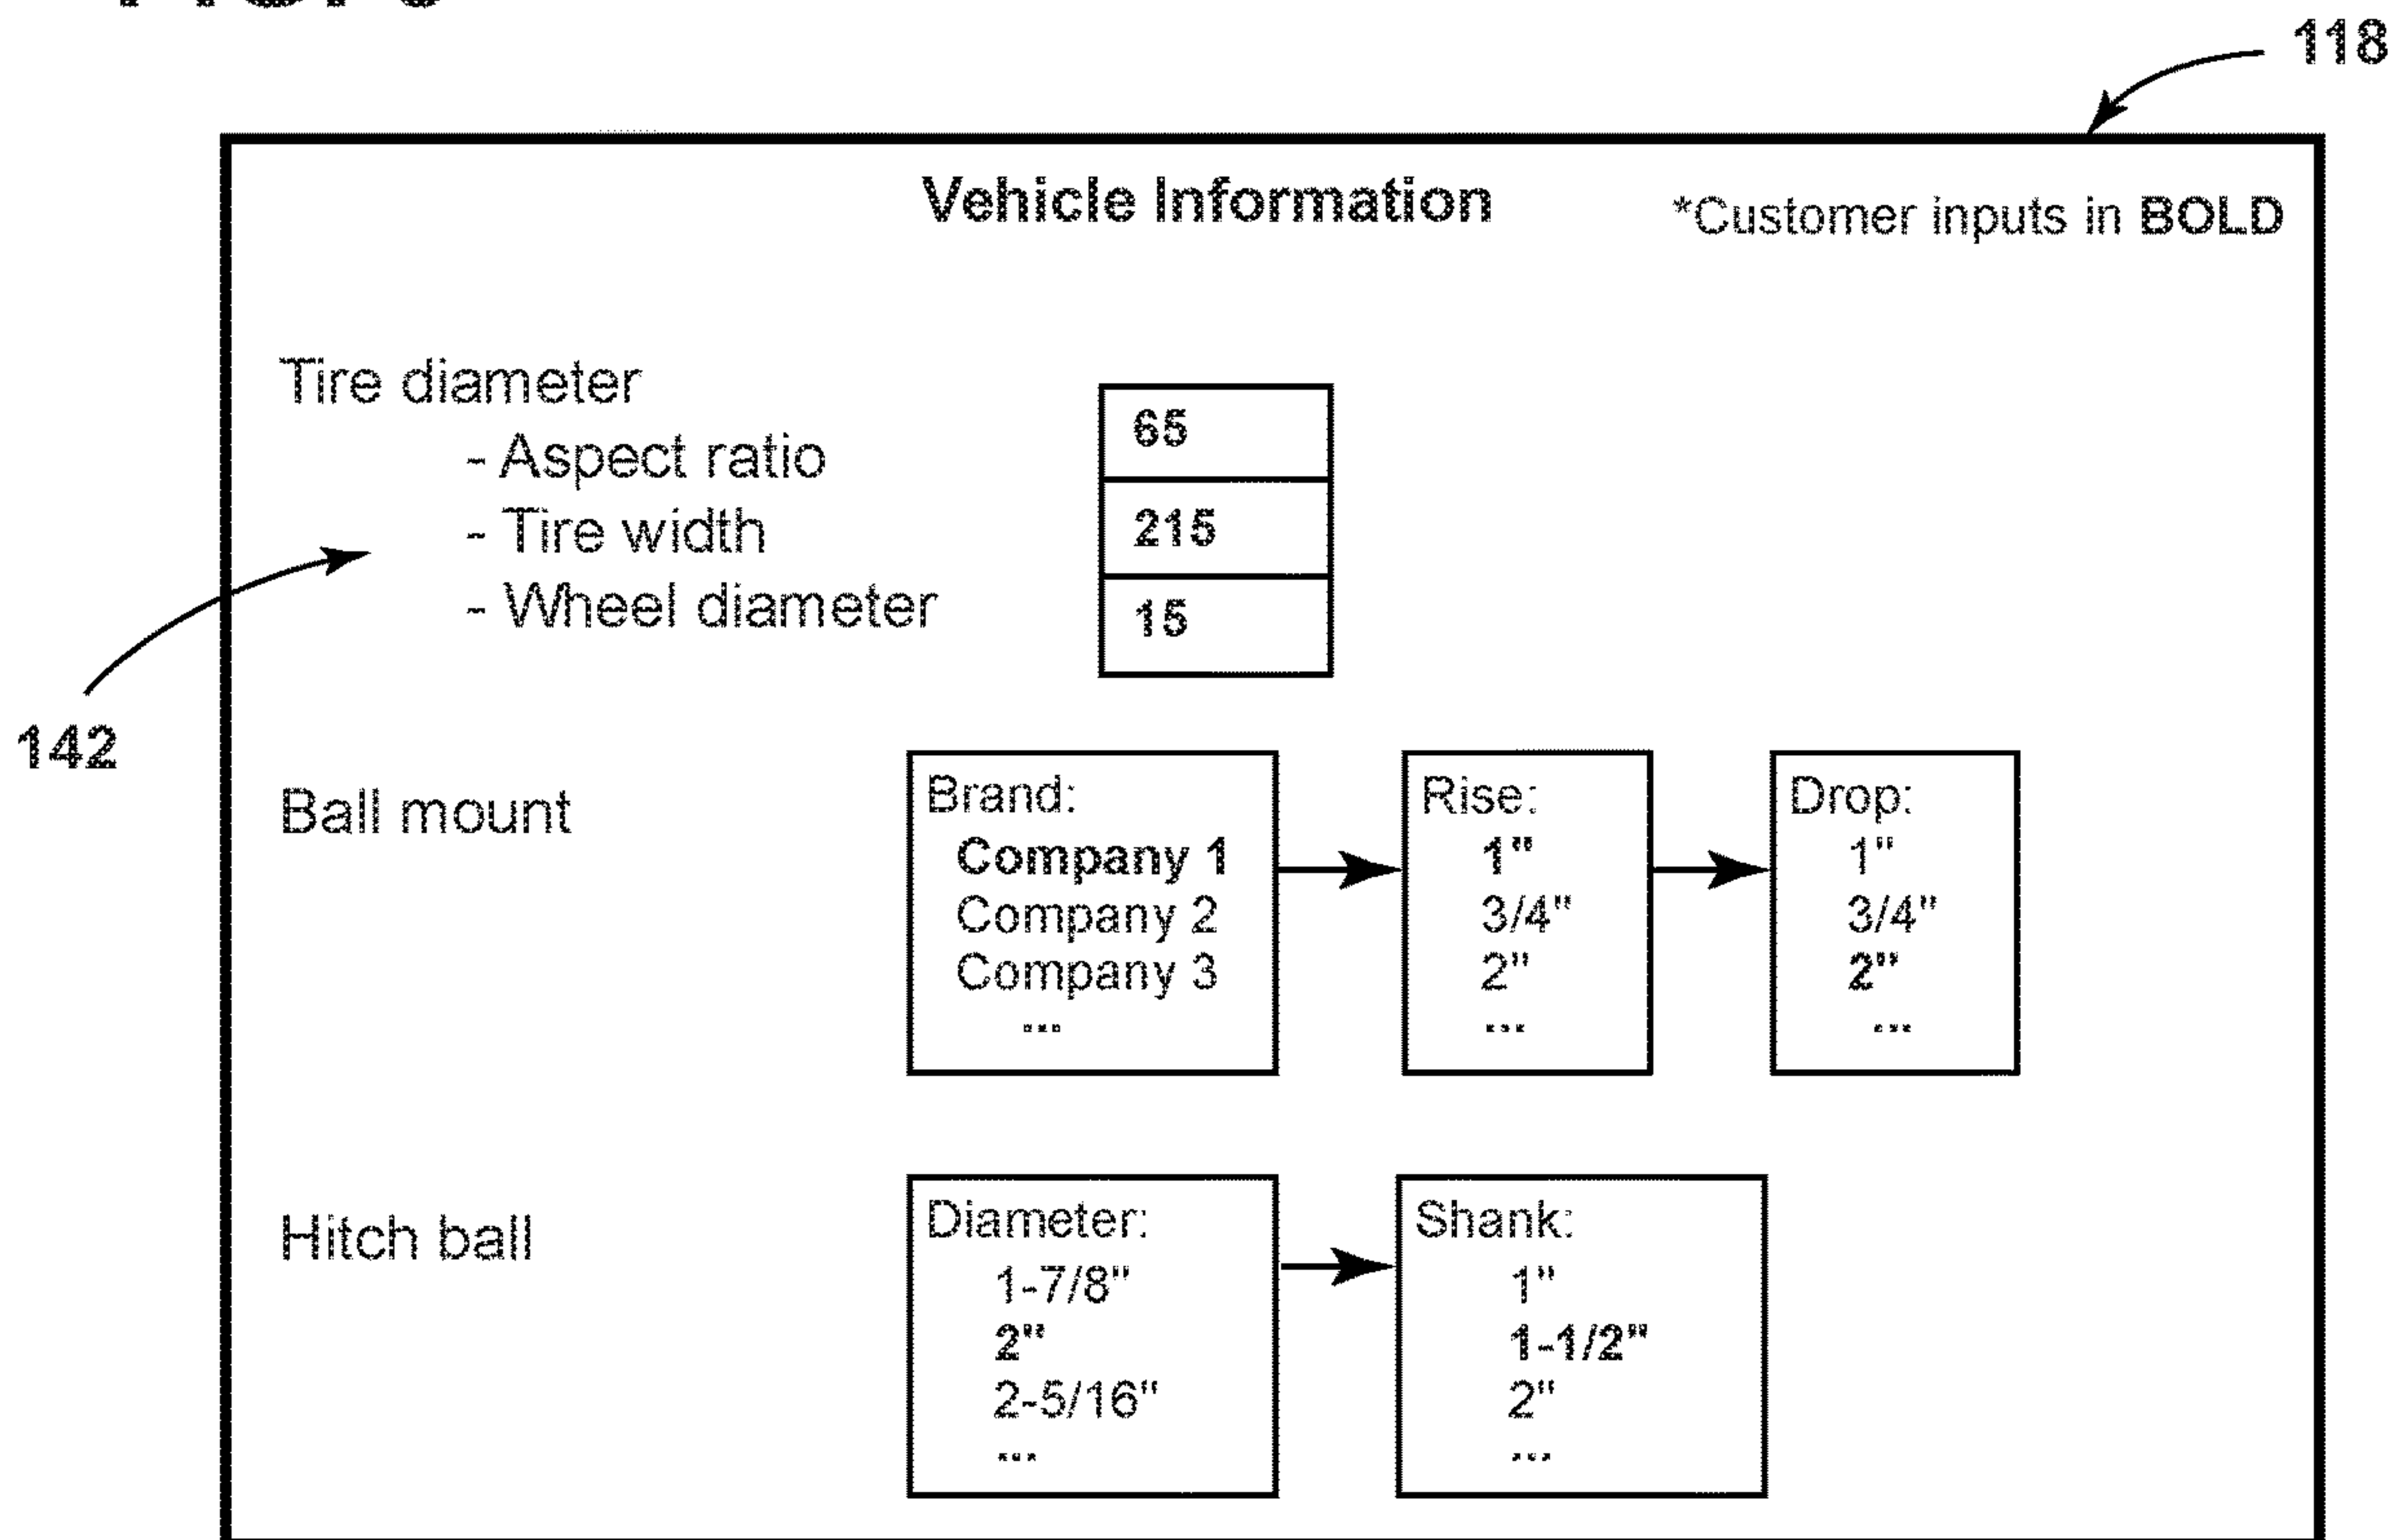 118
Vehicle Information
*Customer inputs in BOLD
Tire diameter
- Aspect ratio
- Tire width
- Wheel diameter
65
215
15
142
Ball mount
Brand:
Company 1
Company 2
Company 3
...
Rise:
1"
3/4"
2"
...
Drop:
1"
3/4"
2"
...
Hitch ball
Diameter:
1-7/8"
2"
2-5/16"
...
Shank:
1"
1-1/2"
2"
...